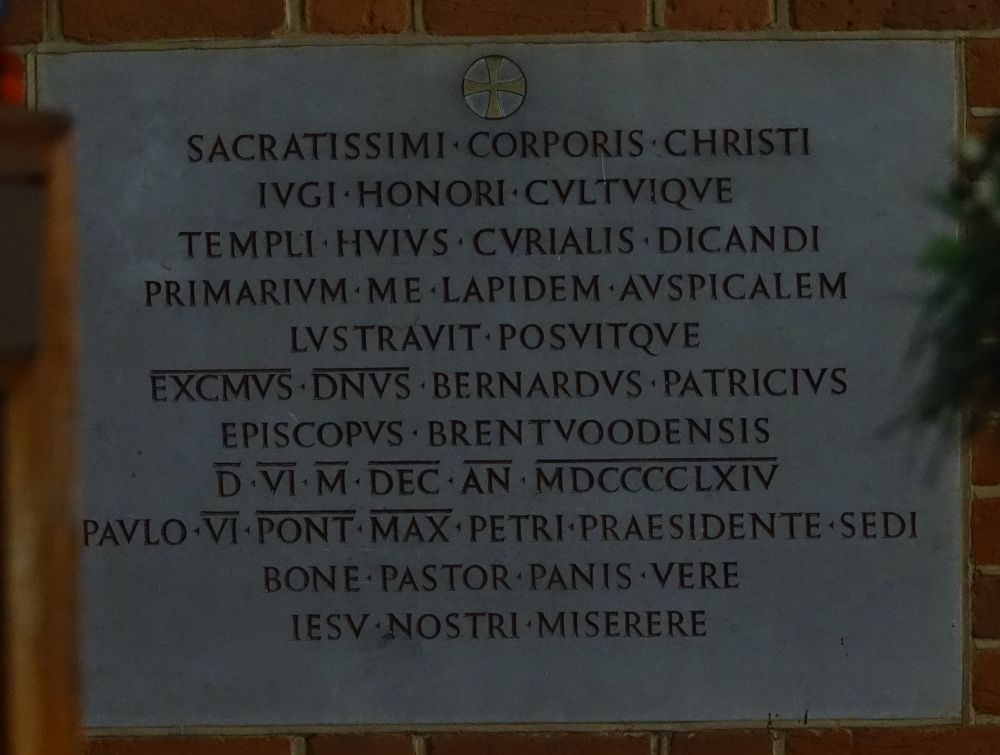 SACRATISSIMI · CORPORIS · CHRISTI
IVGI · HONORI · CVLTVIQVE
TEMPLI · HVIVS · CVRIALIS · DICANDI
PRIMARIVM · ME · LAPIDEM · AVSPICALEM
LVSTRAVIT · POSVITQVE
EXCMVS · DNVS · BERNARDVS · PATRICIVS
EPISCOPVS · BRENTVOODENSIS
D · VI · M · DEC · AN · MDCCCCLXIV
PAVLO · VI · PONT · MAX · PETRI · PRAESIDENTE · SEDI
BONE · PASTOR · PANIS · VERE
IESV · NOSTRI · MISERERE